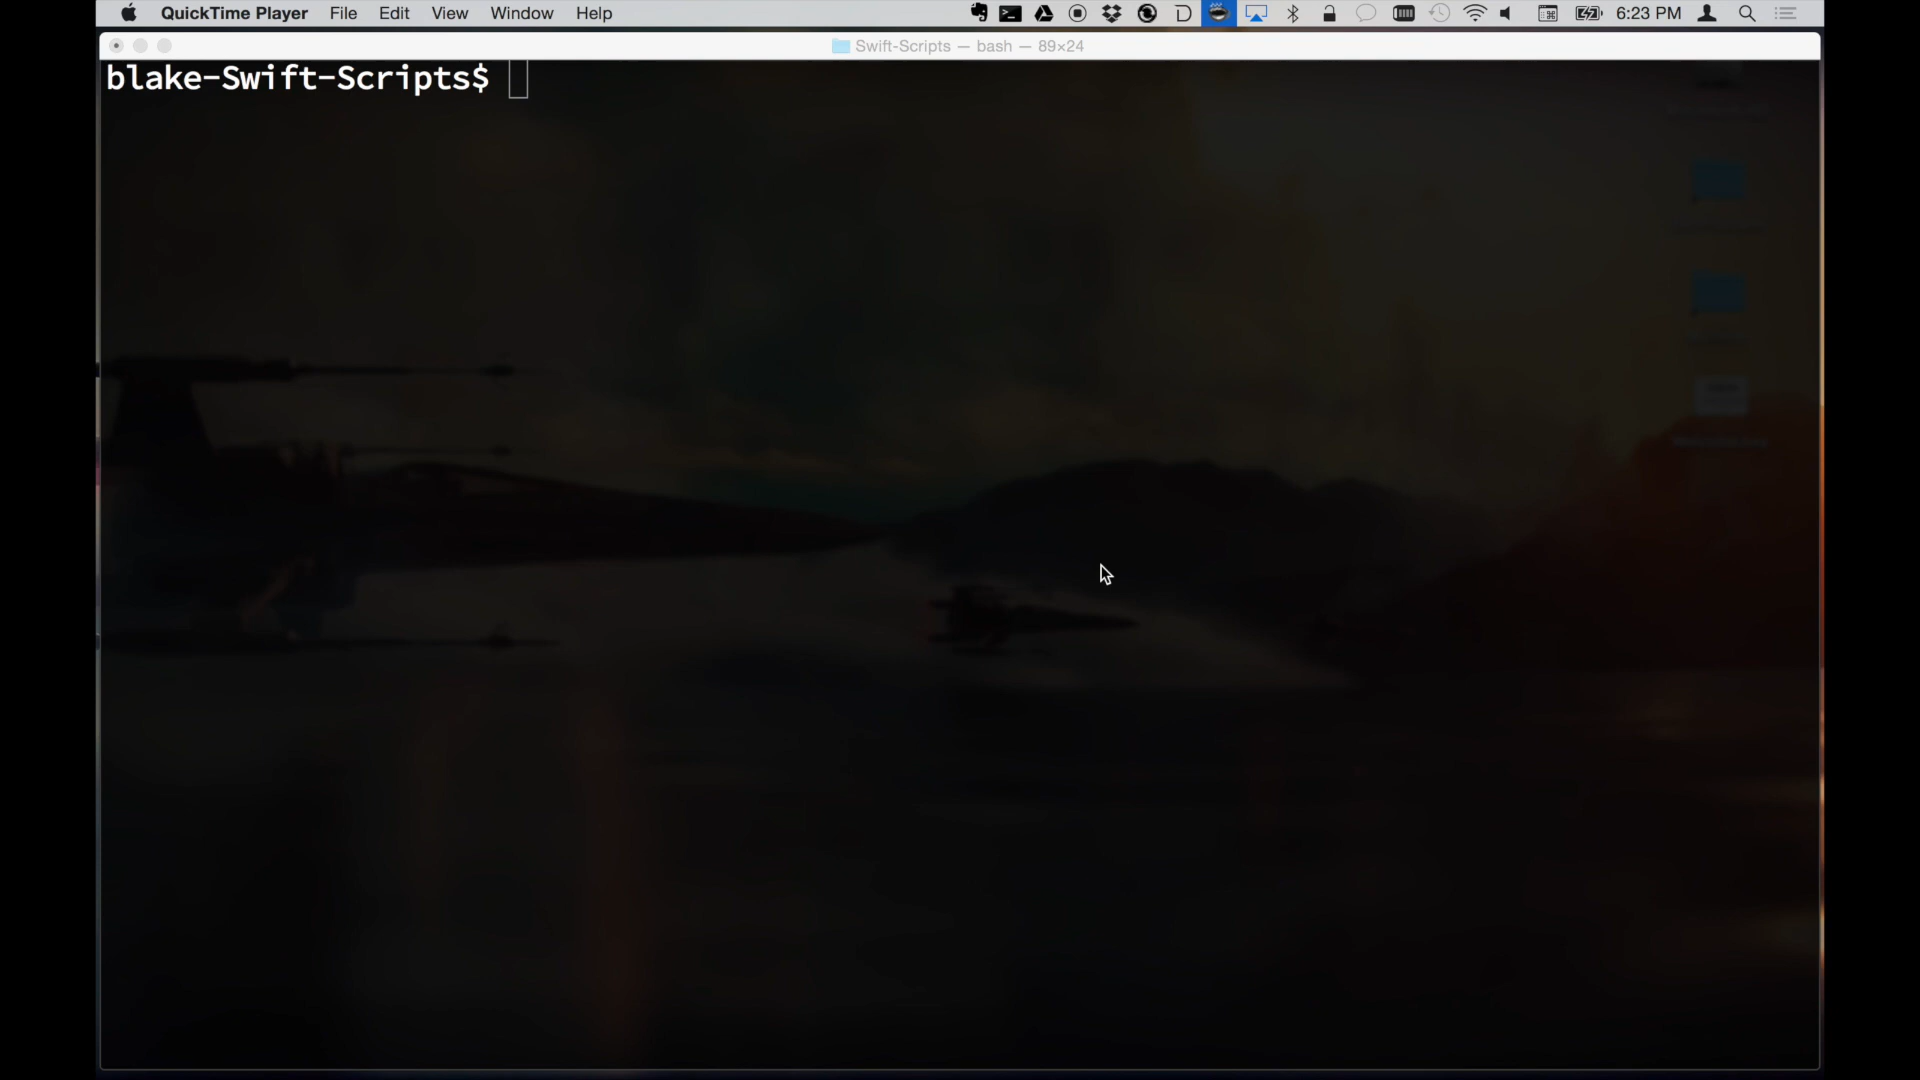 QuickTime Player File Edit View Window Help 6:23 PM
Swift-Scripts — bash — 89×24
blake-Swift-Scripts$